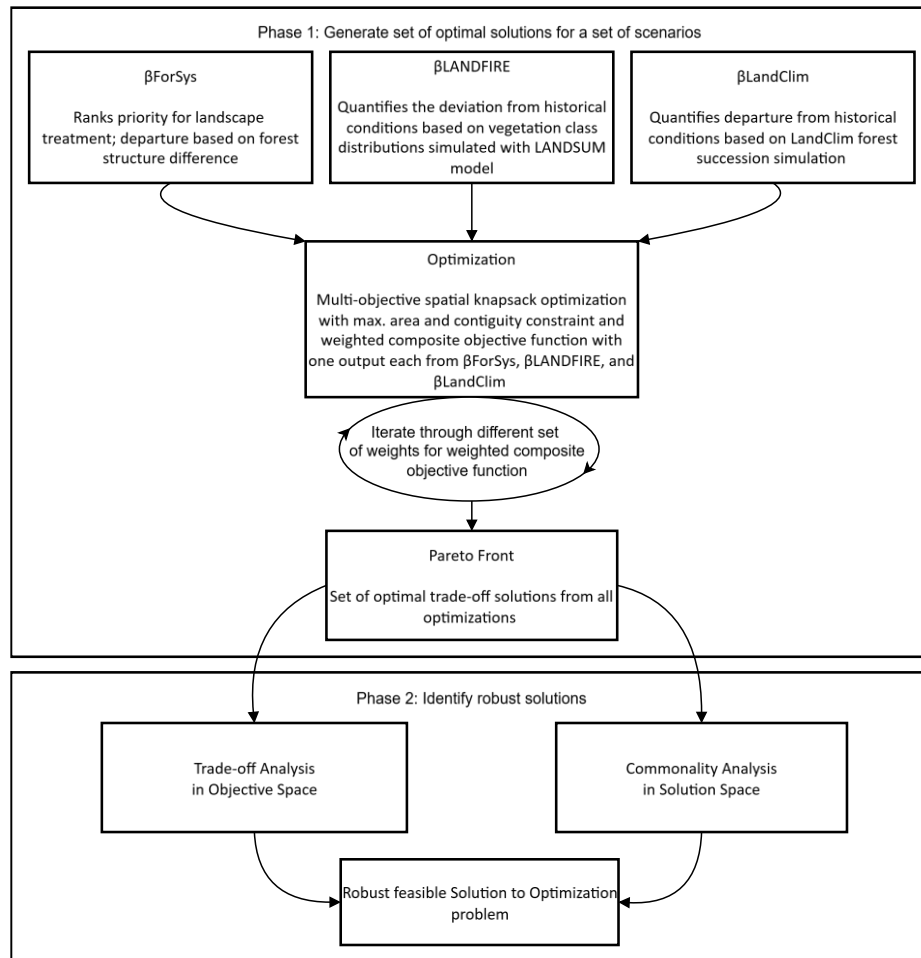 Phase 1: Generate set of optimal solutions for a set of scenarios
βForSys
Ranks priority for landscape
treatment; departure based on forest
structure difference
βLANDFIRE
Quantifies the deviation from historical
conditions based on vegetation class
distributions simulated with LANDSUM
model
βLandClim
Quantifies departure from historical
conditions based on LandClim forest
succession simulation
Optimization
Multi-objective spatial knapsack optimization
with max. area and contiguity constraint and
weighted composite objective function with
one output each from βForSys, βLANDFIRE, and
βLandClim
Iterate through different set
of weights for weighted composite
objective function
Pareto Front
Set of optimal trade-off solutions from all
optimizations
Phase 2: Identify robust solutions
Trade-off Analysis
in Objective Space
Commonality Analysis
in Solution Space
Robust feasible Solution to Optimization
problem